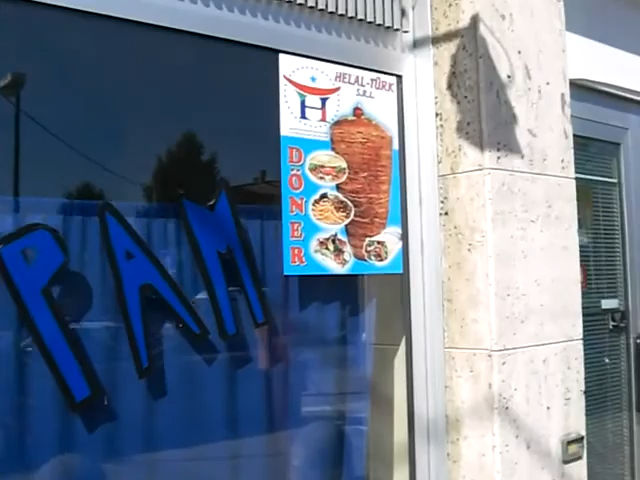 HELAL-TÜRK
S.R.L.
H
DÖNER
PAM